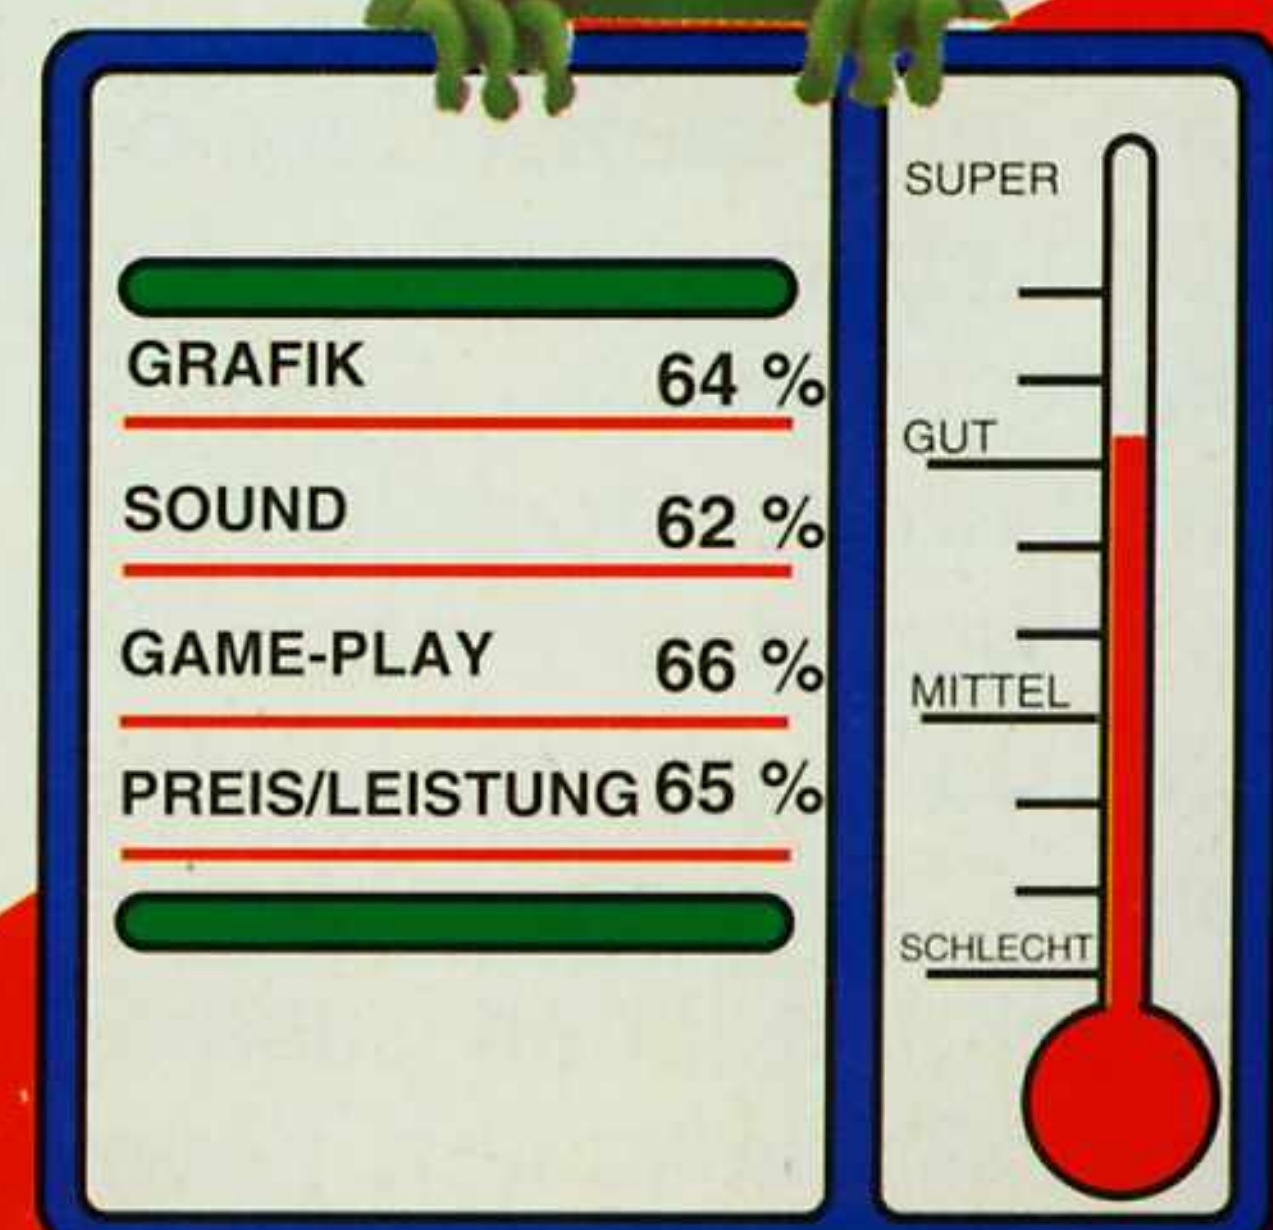 GRAFIK 64 %
SOUND 62 %
GAME-PLAY 66 %
PREIS/LEISTUNG 65 %
SUPER
GUT
MITTEL
SCHLECHT